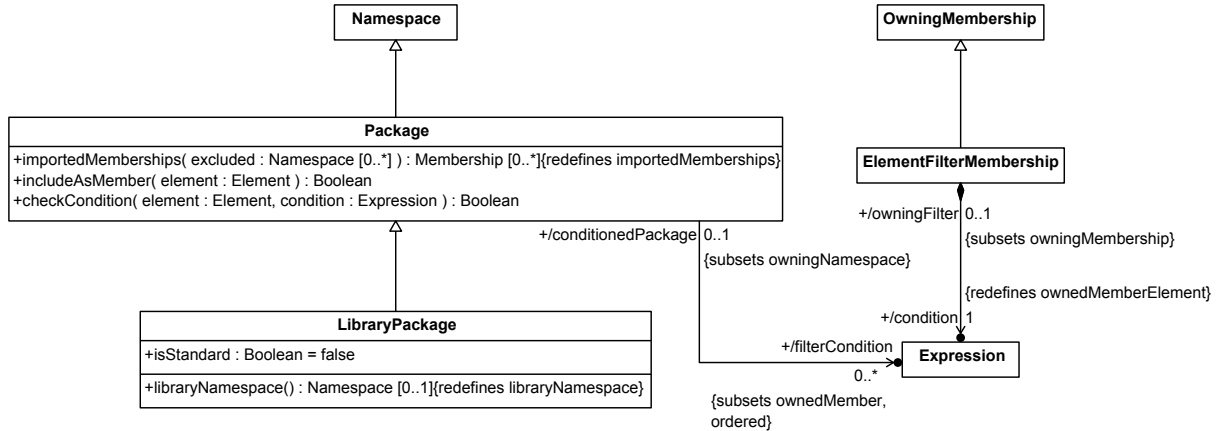 Namespace
OwningMembership
Package
+importedMemberships( excluded : Namespace [0..*] ) : Membership [0..*]{redefines importedMemberships}
+includeAsMember( element : Element ) : Boolean
+checkCondition( element : Element, condition : Expression ) : Boolean
ElementFilterMembership
+/owningFilter 0..1
{subsets owningMembership}
+/conditionedPackage 0..1
{subsets owningNamespace}
{redefines ownedMemberElement}
+/condition 1
LibraryPackage
+isStandard : Boolean = false
+libraryNamespace() : Namespace [0..1]{redefines libraryNamespace}
+/filterCondition
0..*
{subsets ownedMember,
ordered}
Expression